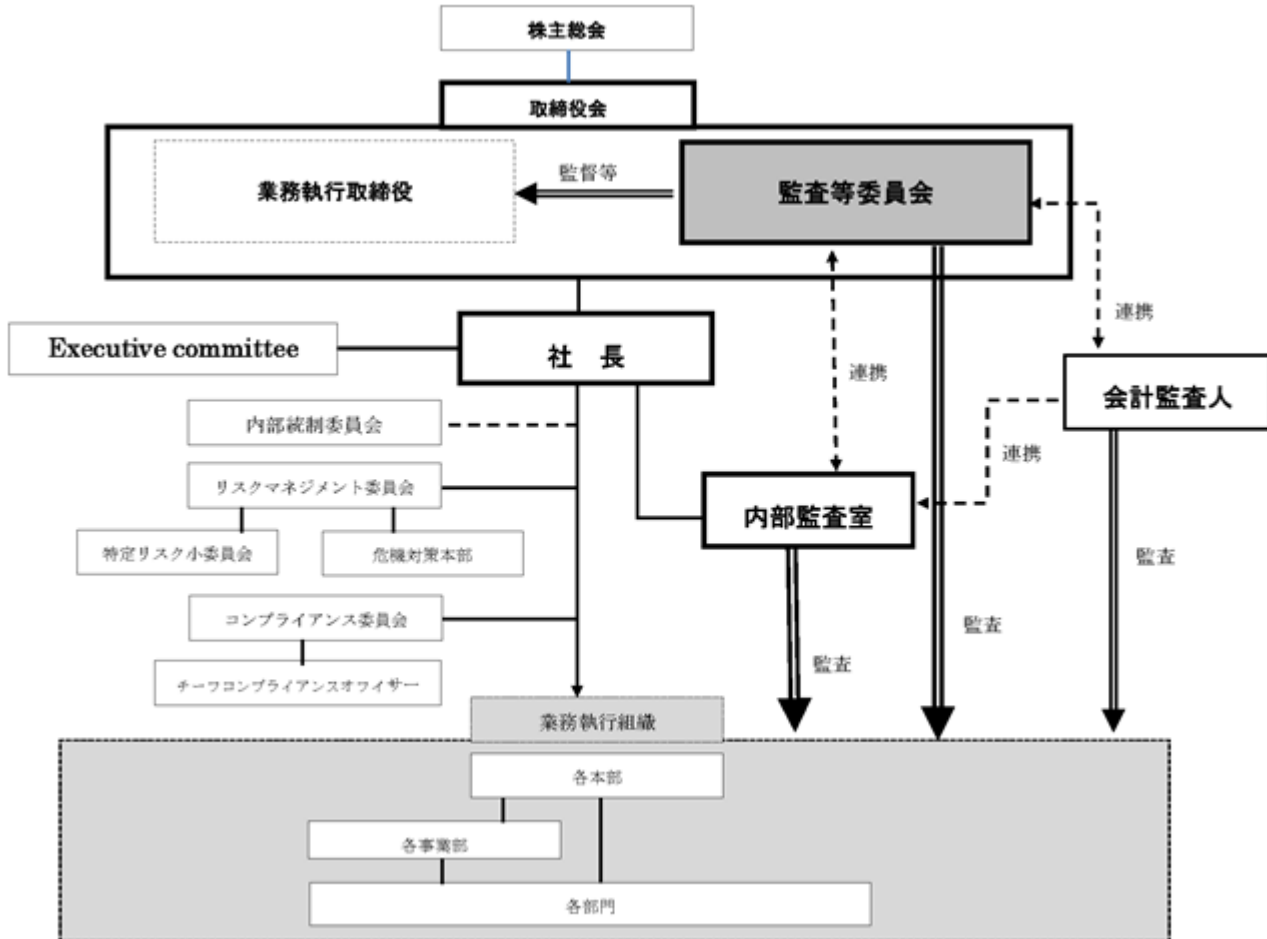 株主総会
取締役会
業務執行取締役
監督等
監査等委員会
Executive committee
社 長
連携
連携
会計監査人
内部統制委員会
連携
リスクマネジメント委員会
内部監査室
特定リスク小委員会
危機対策本部
監査
コンプライアンス委員会
監査
監査
チーフコンプライアンスオフイサー
業務執行組織
各本部
各事業部
各部門